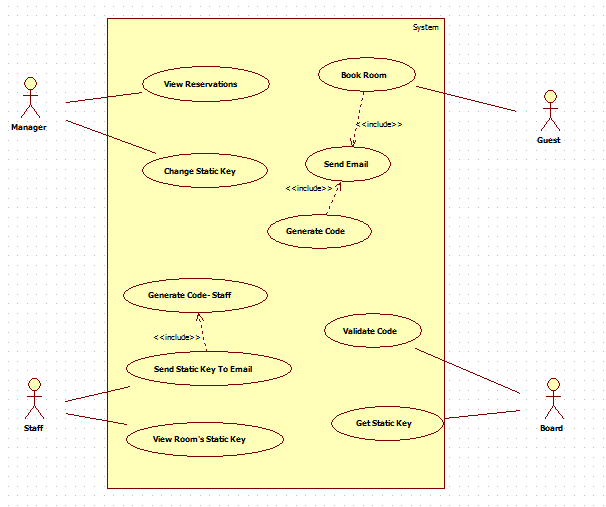 System
View Reservations
Book Room
Manager
Guest
<<include>>
Send Email
Change Static Key
<<include>>
Generate Code
Generate Code- Staff
Validate Code
<<include>>
Send Static Key To Email
Staff
Board
Get Static Key
View Room's Static Key